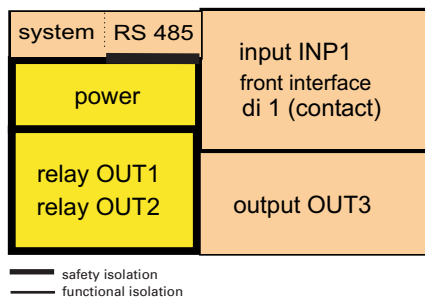 system RS 485
power
relay OUT1
relay OUT2
input INP1
front interface
di 1 (contact)
output OUT3
safety isolation
functional isolation